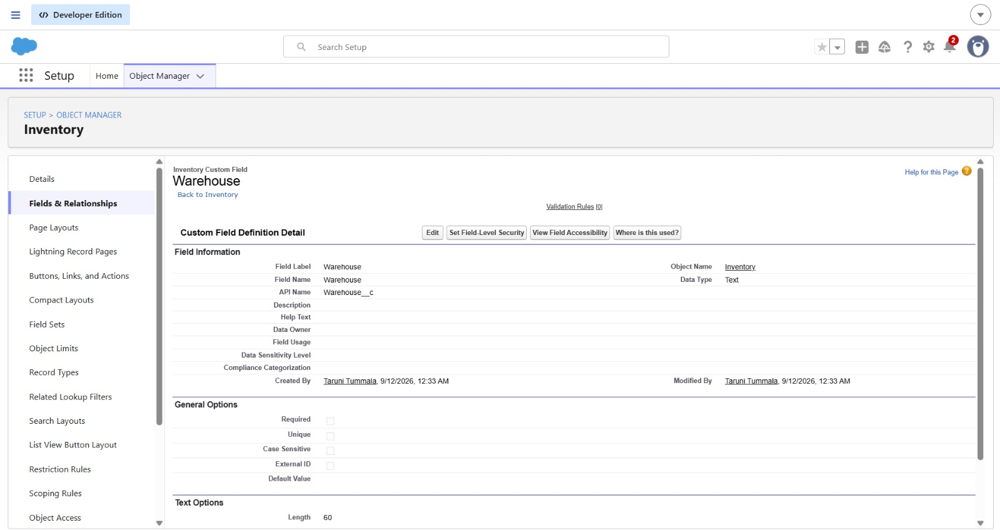 Developer Edition
Search Setup
2
Setup
Home
Object Manager
SETUP > OBJECT MANAGER
Inventory
Details
Fields & Relationships
Page Layouts
Lightning Record Pages
Buttons, Links, and Actions
Compact Layouts
Field Sets
Object Limits
Record Types
Related Lookup Filters
Search Layouts
List View Button Layout
Restriction Rules
Scoping Rules
Object Access
Inventory Custom Field
Warehouse
Back to Inventory
Help for this Page ?
Validation Rules [0]
Custom Field Definition Detail
Edit
Set Field-Level Security
View Field Accessibility
Where is this used?
Field Information
Field Label Warehouse
Object Name Inventory
Field Name Warehouse
Data Type Text
API Name Warehouse__c
Description
Help Text
Data Owner
Field Usage
Data Sensitivity Level
Compliance Categorization
Created By Taruni Tummala, 9/12/2026, 12:33 AM
Modified By Taruni Tummala, 9/12/2026, 12:33 AM
General Options
Required
Unique
Case Sensitive
External ID
Default Value
Text Options
Length 60